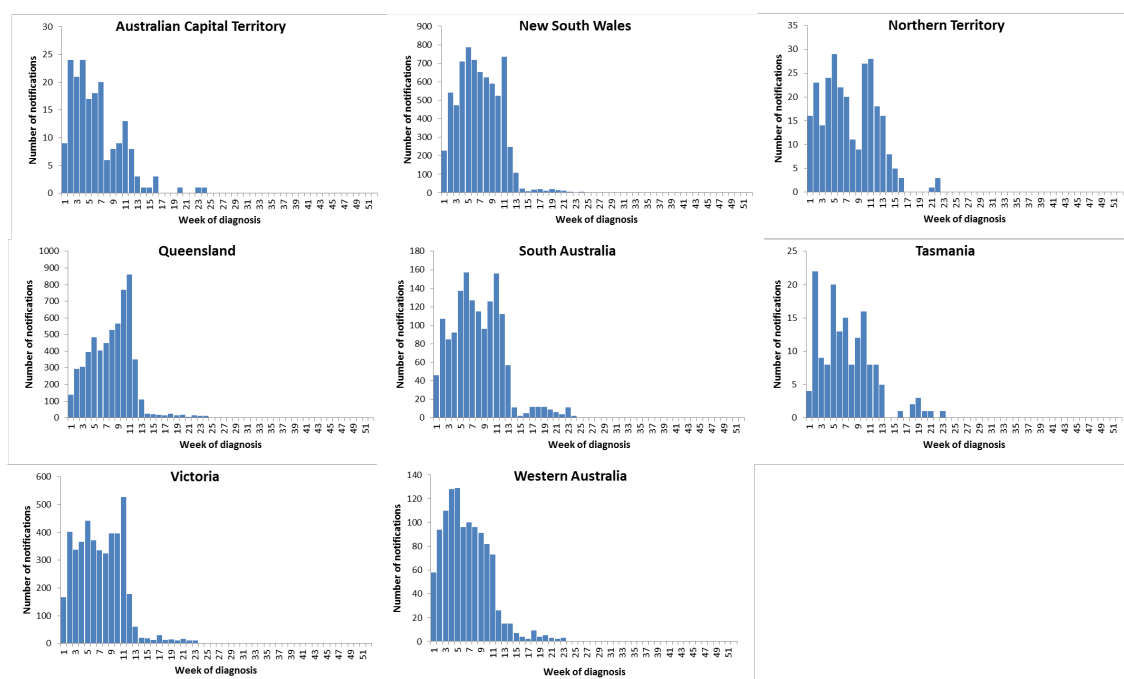 Australian Capital Territory
30
25
20
15
10
5
0
Number of notifications
1 3 5 7 9 11 13 15 17 19 21 23 25 27 29 31 33 35 37 39 41 43 45 47 49 51
Week of diagnosis
New South Wales
900
800
700
600
500
400
300
200
100
0
Number of notifications
1 3 5 7 9 11 13 15 17 19 21 23 25 27 29 31 33 35 37 39 41 43 45 47 49 51
Week of diagnosis
Northern Territory
35
30
25
20
15
10
5
0
Number of notifications
1 3 5 7 9 11 13 15 17 19 21 23 25 27 29 31 33 35 37 39 41 43 45 47 49 51
Week of diagnosis
Queensland
1000
900
800
700
600
500
400
300
200
100
0
Number of notifications
1 3 5 7 9 11 13 15 17 19 21 23 25 27 29 31 33 35 37 39 41 43 45 47 49 51
Week of diagnosis
South Australia
180
160
140
120
100
80
60
40
20
0
Number of notifications
1 3 5 7 9 11 13 15 17 19 21 23 25 27 29 31 33 35 37 39 41 43 45 47 49 51
Week of diagnosis
Tasmania
25
20
15
10
5
0
Number of notifications
1 3 5 7 9 11 13 15 17 19 21 23 25 27 29 31 33 35 37 39 41 43 45 47 49 51
Week of diagnosis
Victoria
600
500
400
300
200
100
0
Number of notifications
1 3 5 7 9 11 13 15 17 19 21 23 25 27 29 31 33 35 37 39 41 43 45 47 49 51
Week of diagnosis
Western Australia
140
120
100
80
60
40
20
0
Number of notifications
1 3 5 7 9 11 13 15 17 19 21 23 25 27 29 31 33 35 37 39 41 43 45 47 49 51
Week of diagnosis